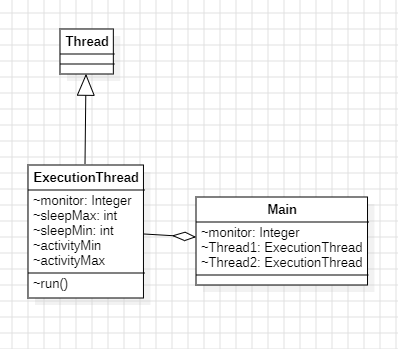 Thread
ExecutionThread
~monitor: Integer
~sleepMax: int
~sleepMin: int
~activityMin
~activityMax
~run()
Main
~monitor: Integer
~Thread1: ExecutionThread
~Thread2: ExecutionThread